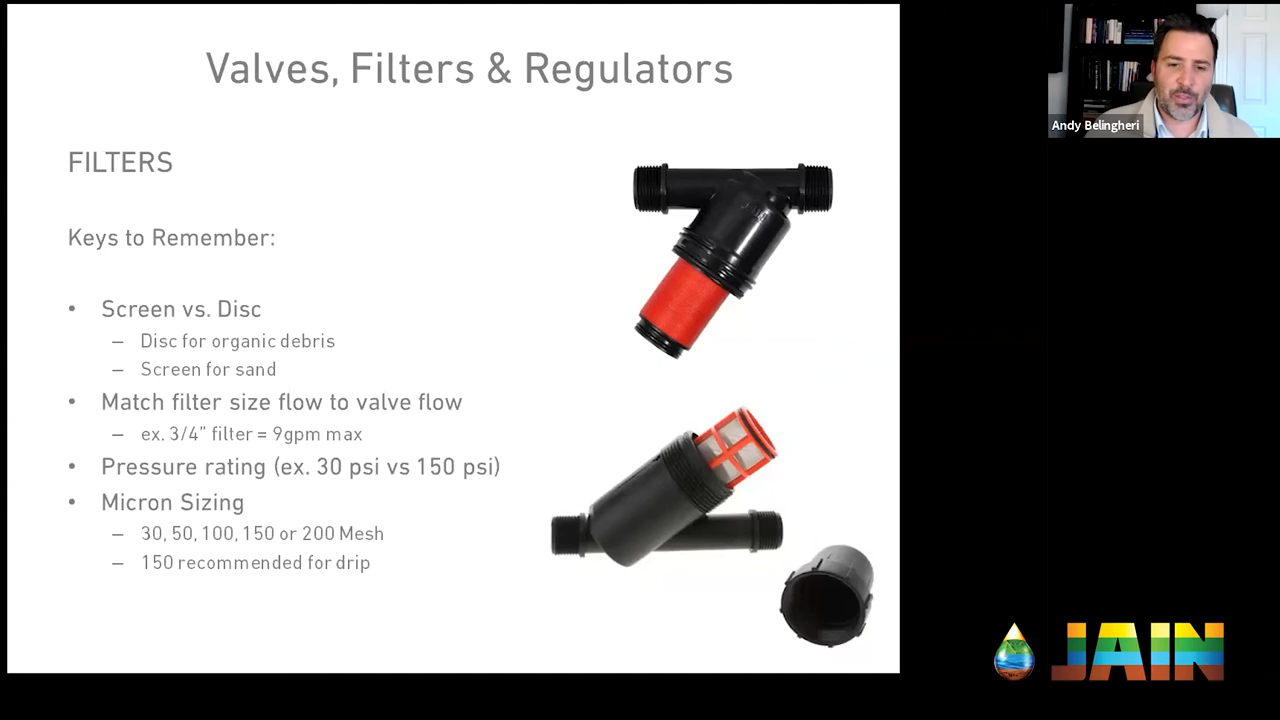 Valves, Filters & Regulators
FILTERS
Keys to Remember:
• Screen vs. Disc
– Disc for organic debris
– Screen for sand
• Match filter size flow to valve flow
– ex. 3/4” filter = 9gpm max
• Pressure rating (ex. 30 psi vs 150 psi)
• Micron Sizing
– 30, 50, 100, 150 or 200 Mesh
– 150 recommended for drip
Andy Belingheri
JAIN